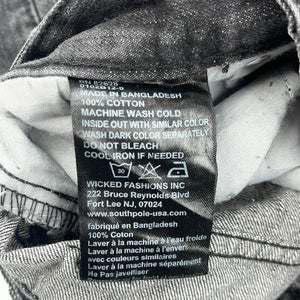 RN 82628
MADE IN BANGLADESH
100% COTTON
MACHINE WASH COLD
INSIDE OUT WITH SIMILAR COLOR
WASH DARK COLOR SEPARATELY
DO NOT BLEACH
COOL IRON IF NEEDED
30
WICKED FASHIONS INC
222 Bruce Reynolds Blvd
Fort Lee NJ, 07024
www.southpole-usa.com
fabriqué en Bangladesh
100% Coton
Laver à la machine à l'eau froide
Laver à la machine à l'envers
avec couleurs similaires
Laver à la machine séparément
Ne pas javelliser